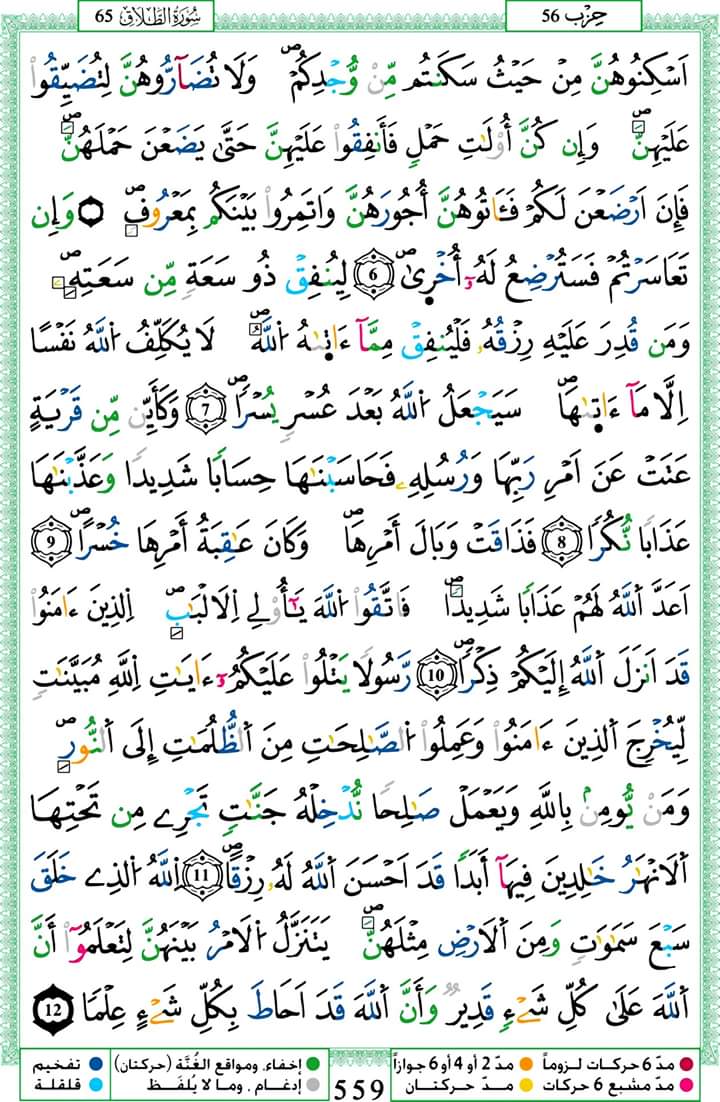 سُورَةُ الطَّلَاقِ 65
حِزْب 56
اَسْكِنُوهُنَّ مِنْ حَيْثُ سَكَنتُم مِّنْ وُّجْدِكُمْۖ وَلَا تُضَآرُّوهُنَّ لِتُضَيِّقُواْ
عَلَيْهِنَّۖ وَإِن كُنَّ أُوْلَٰتِ حَمْلٖ فَأَنفِقُواْ عَلَيْهِنَّ حَتَّىٰ يَضَعْنَ حَمْلَهُنَّۖ
فَإِنَ اَرْضَعْنَ لَكُمْ فَـَٔاتُوهُنَّ أُجُورَهُنَّ وَاتَمِرُواْ بَيْنَكُم بِمَعْرُوفٖۖ وَإِن
تَعَاسَرْتُمْ فَسَتُرْضِعُ لَهُۥٓ أُخْر۪ىٰۖ 6 لِيُنفِقْ ذُو سَعَةٖ مِّن سَعَتِهِۦۖ
وَمَن قُدِرَ عَلَيْهِ رِزْقُهُۥ فَلْيُنفِقْ مِمَّآ ءَات۪ىٰهُ اُللَّهُۖ لَا يُكَلِّفُ اُللَّهُ نَفْسًا
اِلَّا مَآ ءَات۪ىٰهَاۖ سَيَجْعَلُ اُللَّهُ بَعْدَ عُسْرٖ يُسْرٗاۖ 7 وَكَأَيِّن مِّن قَرْيَةٍ
عَتَتْ عَنَ اَمْرِ رَبِّهَا وَرُسُلِهِۦ فَحَاسَبْنَٰهَا حِسَابٗا شَدِيدٗا وَعَذَّبْنَٰهَا
عَذَابٗا نُّكُرٗا 8 فَذَاقَتْ وَبَالَ أَمْرِهَاۖ وَكَانَ عَٰقِبَةُ أَمْرِهَا خُسْرًاۖ 9
اَعَدَّ اَللَّهُ لَهُمْ عَذَابٗا شَدِيدٗاۖ فَاتَّقُواْ اُللَّهَ يَٰٓأُوْلِے اِلَالْبَٰبِۖ اِلذِينَ ءَامَنُواْ
قَدَ اَنزَلَ اَللَّهُ إِلَيْكُمْ ذِكْرٗاۖ 10 رَّسُولٗا يَتْلُواْ عَلَيْكُمُۥٓ ءَايَٰتِ اِللَّهِ مُبَيَّنَٰتٖ
لِّيُخْرِجَ اَلذِينَ ءَامَنُواْ وَعَمِلُواْ اُلصَّٰلِحَٰتِ مِنَ اَلظُّلُمَٰتِ إِلَى اَلنُّورِۖ
وَمَنْ يُّومِنۢ بِاللَّهِ وَيَعْمَلْ صَٰلِحٗا نُّدْخِلْهُ جَنَّٰتٖ تَجْرِے مِن تَحْتِهَا
اَلَانْهَٰرُ خَٰلِدِينَ فِيهَآ أَبَدٗا قَدَ اَحْسَنَ اَللَّهُ لَهُۥ رِزْقًاۖ 11 اِللَّهُ اُلذِے خَلَقَ
سَبْعَ سَمَٰوَٰتٖ وَمِنَ اَلَارْضِ مِثْلَهُنَّۖ يَتَنَزَّلُ اُلَامْرُ بَيْنَهُنَّ لِتَعْلَمُوٓاْ أَنَّ
اَللَّهَ عَلَىٰ كُلِّ شَےْءٖ قَدِيرٞ وَأَنَّ اَللَّهَ قَدَ اَحَاطَ بِكُلِّ شَےْءٍ عِلْمٗا 12
مدّ 6 حركات لزوماً مدّ 2 أو 4 أو 6 جوازاً إخفاء، ومواقع الغُنَّة (حركتان) تفخيم
مدّ مشبع 6 حركات مدّ حركتان إدغام، وما لا يُلفَظ قلقلة
559